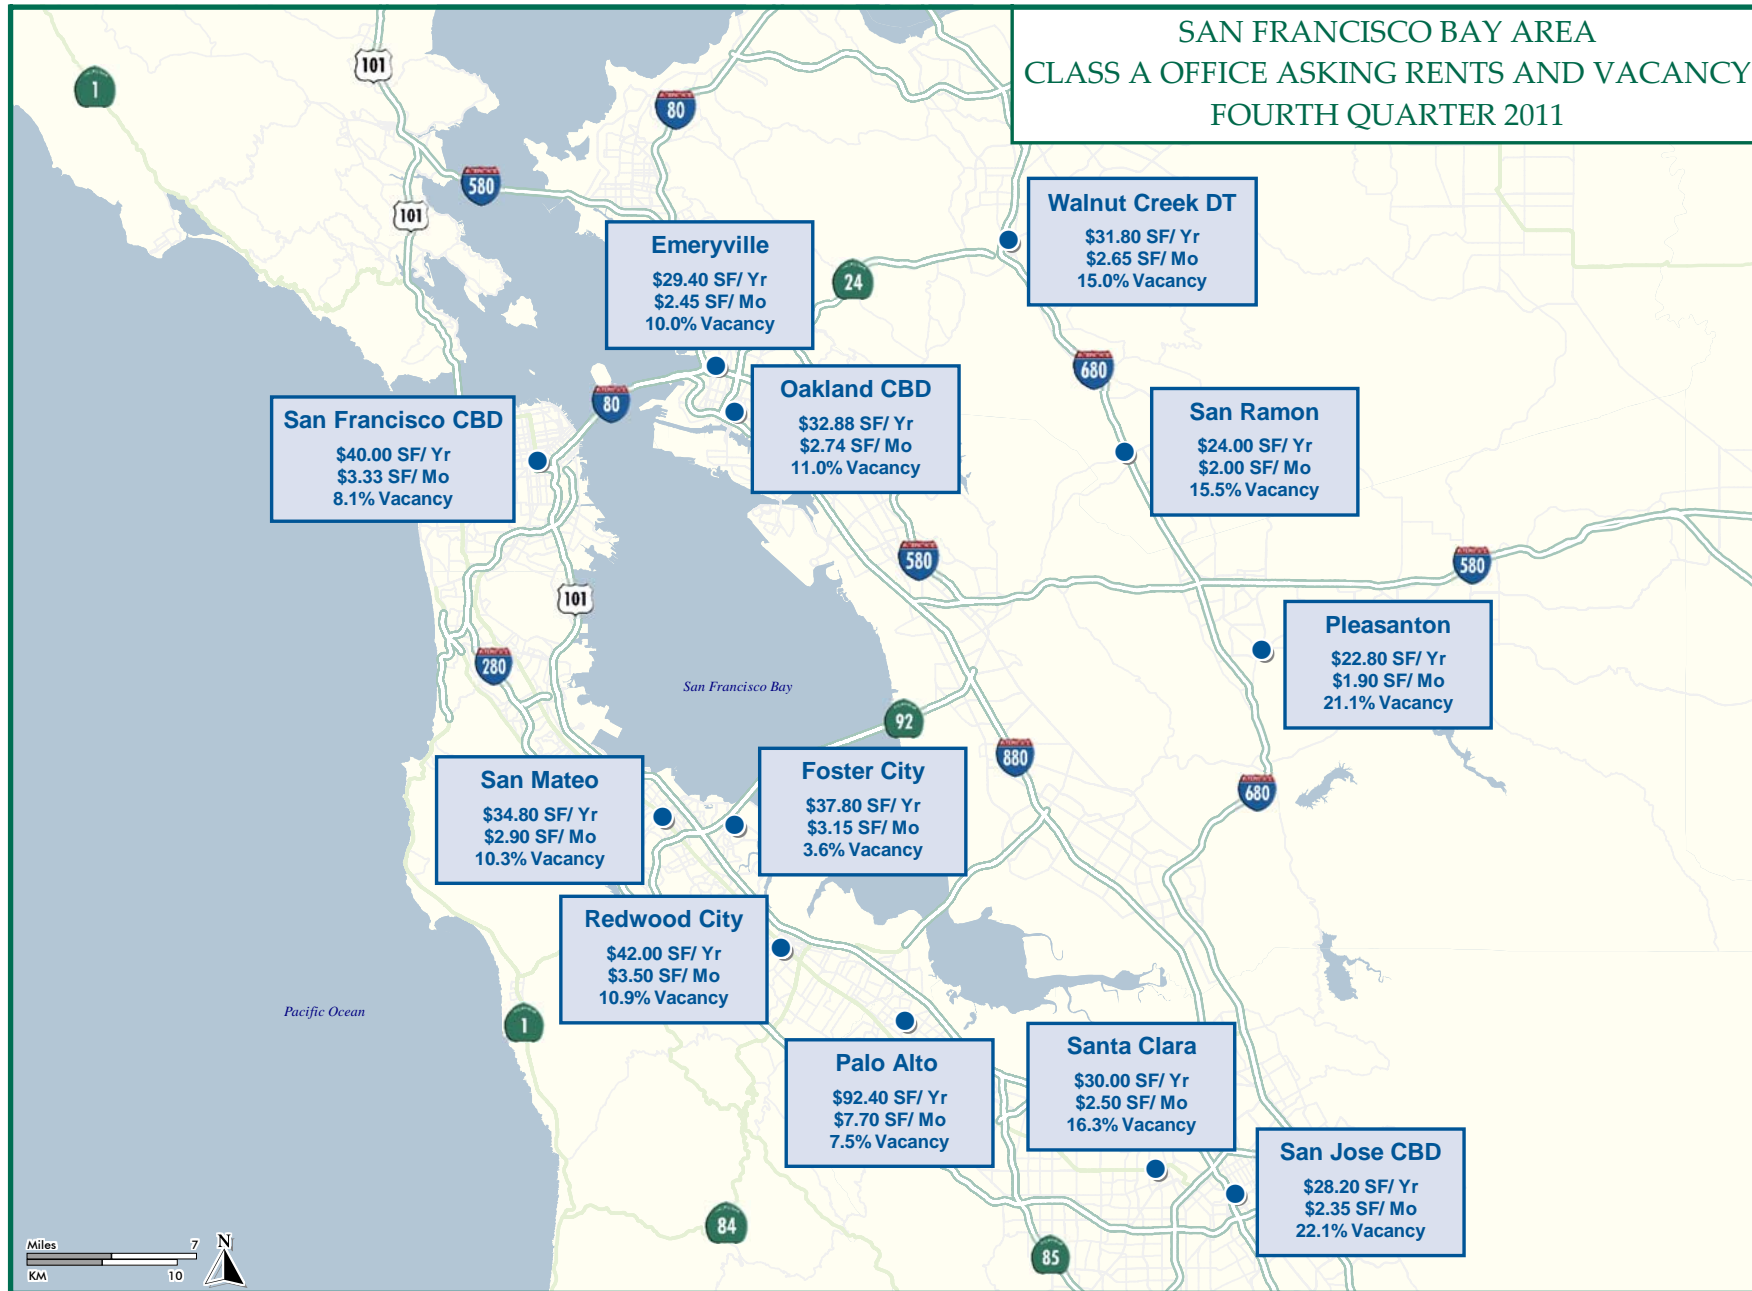 SAN FRANCISCO BAY AREA
CLASS A OFFICE ASKING RENTS AND VACANCY
FOURTH QUARTER 2011
1
101
80
580
101
Walnut Creek DT
$31.80 SF/ Yr
$2.65 SF/ Mo
15.0% Vacancy
Emeryville
$29.40 SF/ Yr
$2.45 SF/ Mo
10.0% Vacancy
24
680
Oakland CBD
$32.88 SF/ Yr
$2.74 SF/ Mo
11.0% Vacancy
80
San Francisco CBD
$40.00 SF/ Yr
$3.33 SF/ Mo
8.1% Vacancy
San Ramon
$24.00 SF/ Yr
$2.00 SF/ Mo
15.5% Vacancy
580
580
101
280
Pleasanton
$22.80 SF/ Yr
$1.90 SF/ Mo
21.1% Vacancy
San Francisco Bay
92
880
680
San Mateo
$34.80 SF/ Yr
$2.90 SF/ Mo
10.3% Vacancy
Foster City
$37.80 SF/ Yr
$3.15 SF/ Mo
3.6% Vacancy
Redwood City
$42.00 SF/ Yr
$3.50 SF/ Mo
10.9% Vacancy
Pacific Ocean
1
Palo Alto
$92.40 SF/ Yr
$7.70 SF/ Mo
7.5% Vacancy
Santa Clara
$30.00 SF/ Yr
$2.50 SF/ Mo
16.3% Vacancy
San Jose CBD
$28.20 SF/ Yr
$2.35 SF/ Mo
22.1% Vacancy
84
85
Miles 7
KM 10
N